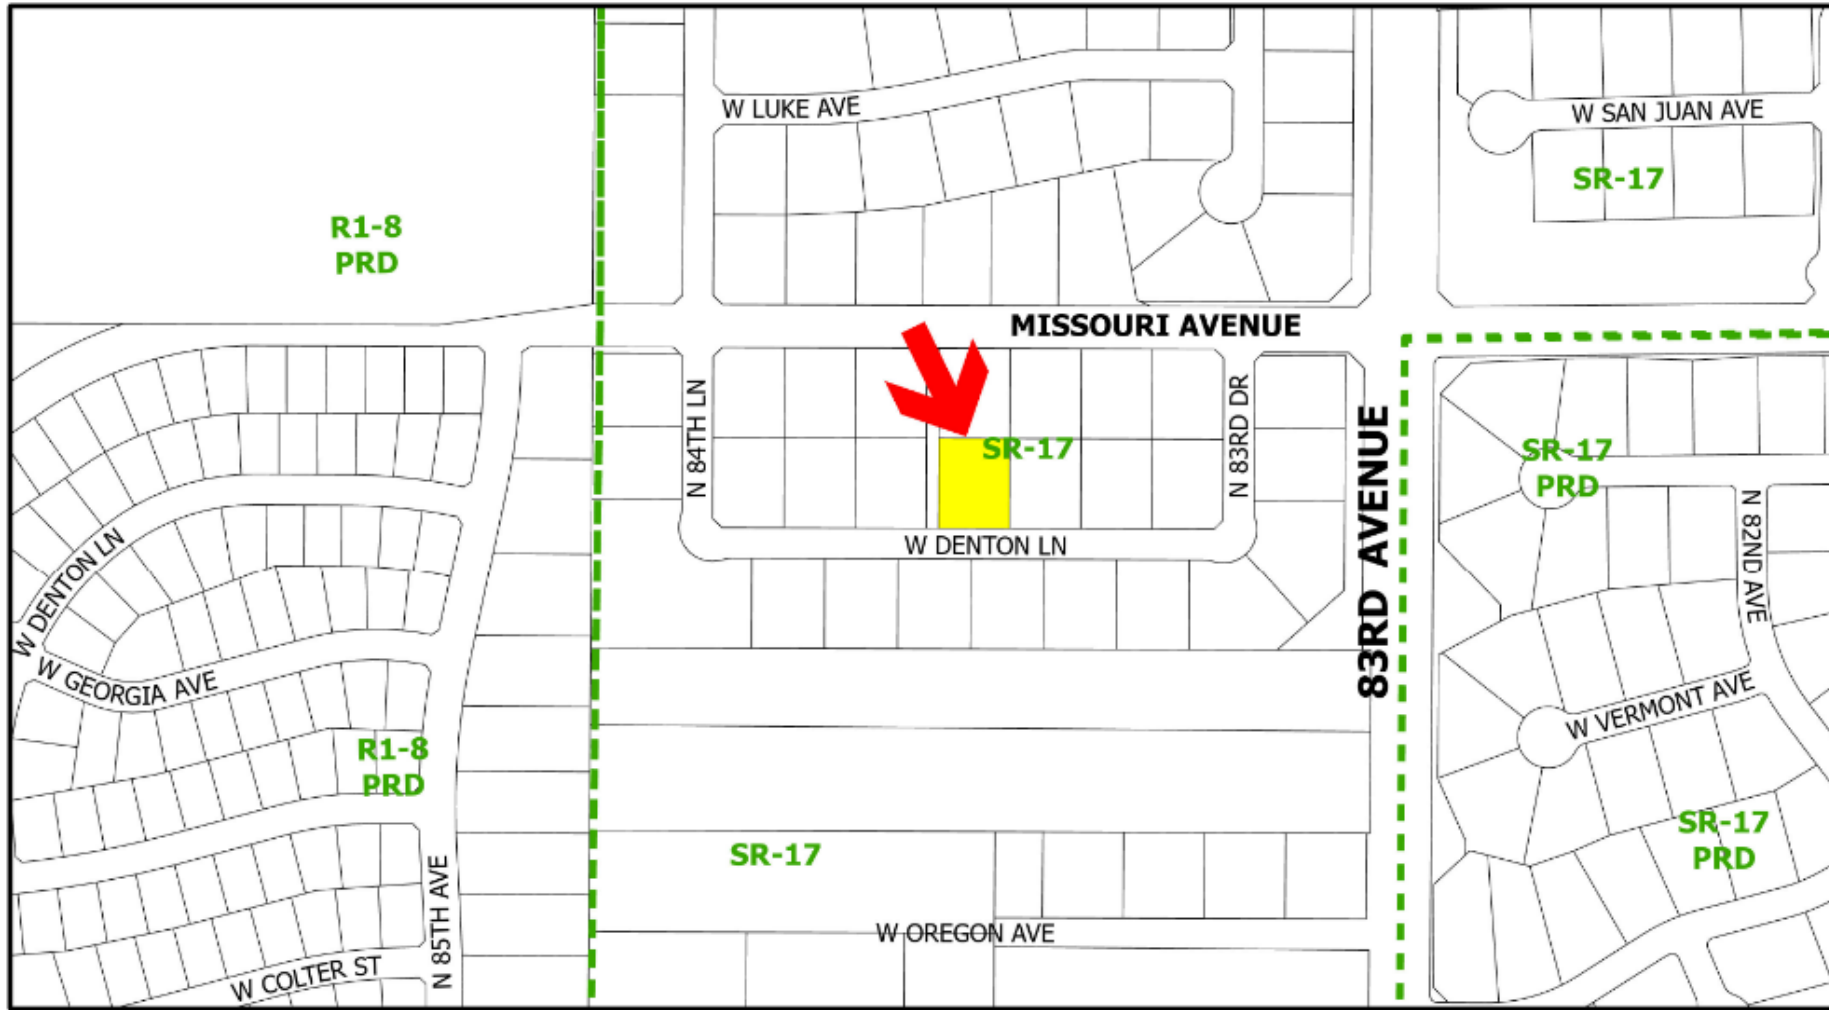 W LUKE AVE
W SAN JUAN AVE
SR-17
R1-8
PRD
MISSOURI AVENUE
N 84TH LN
N 83RD DR
SR-17
83RD AVENUE
SR-17
PRD
N 82ND AVE
W DENTON LN
W DENTON LN
W GEORGIA AVE
W VERMONT AVE
R1-8
PRD
SR-17
SR-17
PRD
N 85TH AVE
W OREGON AVE
W COLTER ST